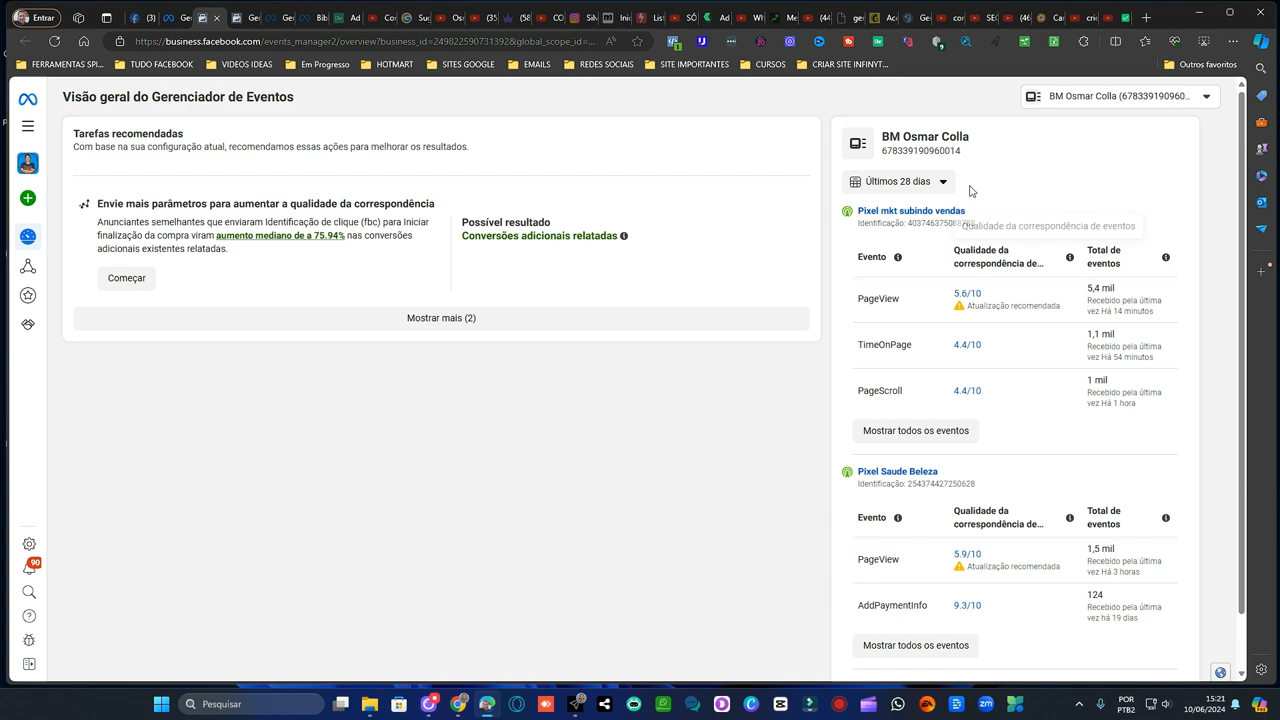 Entrar
https://business.facebook.com/events_manager2/overview?business_id=249822590731392&global_scope_id=...
FERRAMENTAS SPI...
TUDO FACEBOOK
VIDEOS IDEAS
Em Progresso
HOTMART
SITES GOOGLE
EMAILS
REDES SOCIAIS
SITE IMPORTANTES
CURSOS
CRIAR SITE INFINYT...
Outros favoritos
Visão geral do Gerenciador de Eventos
BM Osmar Colla (678339190960...
Tarefas recomendadas
Com base na sua configuração atual, recomendamos essas ações para melhorar os resultados.
Envie mais parâmetros para aumentar a qualidade da correspondência
Anunciantes semelhantes que enviaram Identificação de clique (fbc) para Iniciar
finalização da compra viram aumento mediano de a 75.94% nas conversões
adicionais existentes relatadas.
Possível resultado
Conversões adicionais relatadas
Começar
Mostrar mais (2)
BM Osmar Colla
678339190960014
Últimos 28 dias
Pixel mkt subindo vendas
Qualidade da correspondência de eventos
Evento
Qualidade da
correspondência de...
Total de
eventos
PageView
5.6/10
Atualização recomendada
5,4 mil
Recebido pela última
vez Há 14 minutos
TimeOnPage
4.4/10
1,1 mil
Recebido pela última
vez Há 54 minutos
PageScroll
4.4/10
1 mil
Recebido pela última
vez Há 1 hora
Mostrar todos os eventos
Pixel Saude Beleza
Identificação: 254374427250628
Evento
Qualidade da
correspondência de...
Total de
eventos
PageView
5.9/10
Atualização recomendada
1,5 mil
Recebido pela última
vez Há 3 horas
AddPaymentInfo
9.3/10
124
Recebido pela última
vez há 19 dias
Mostrar todos os eventos
90
Pesquisar
POR
PTB2
15:21
10/06/2024